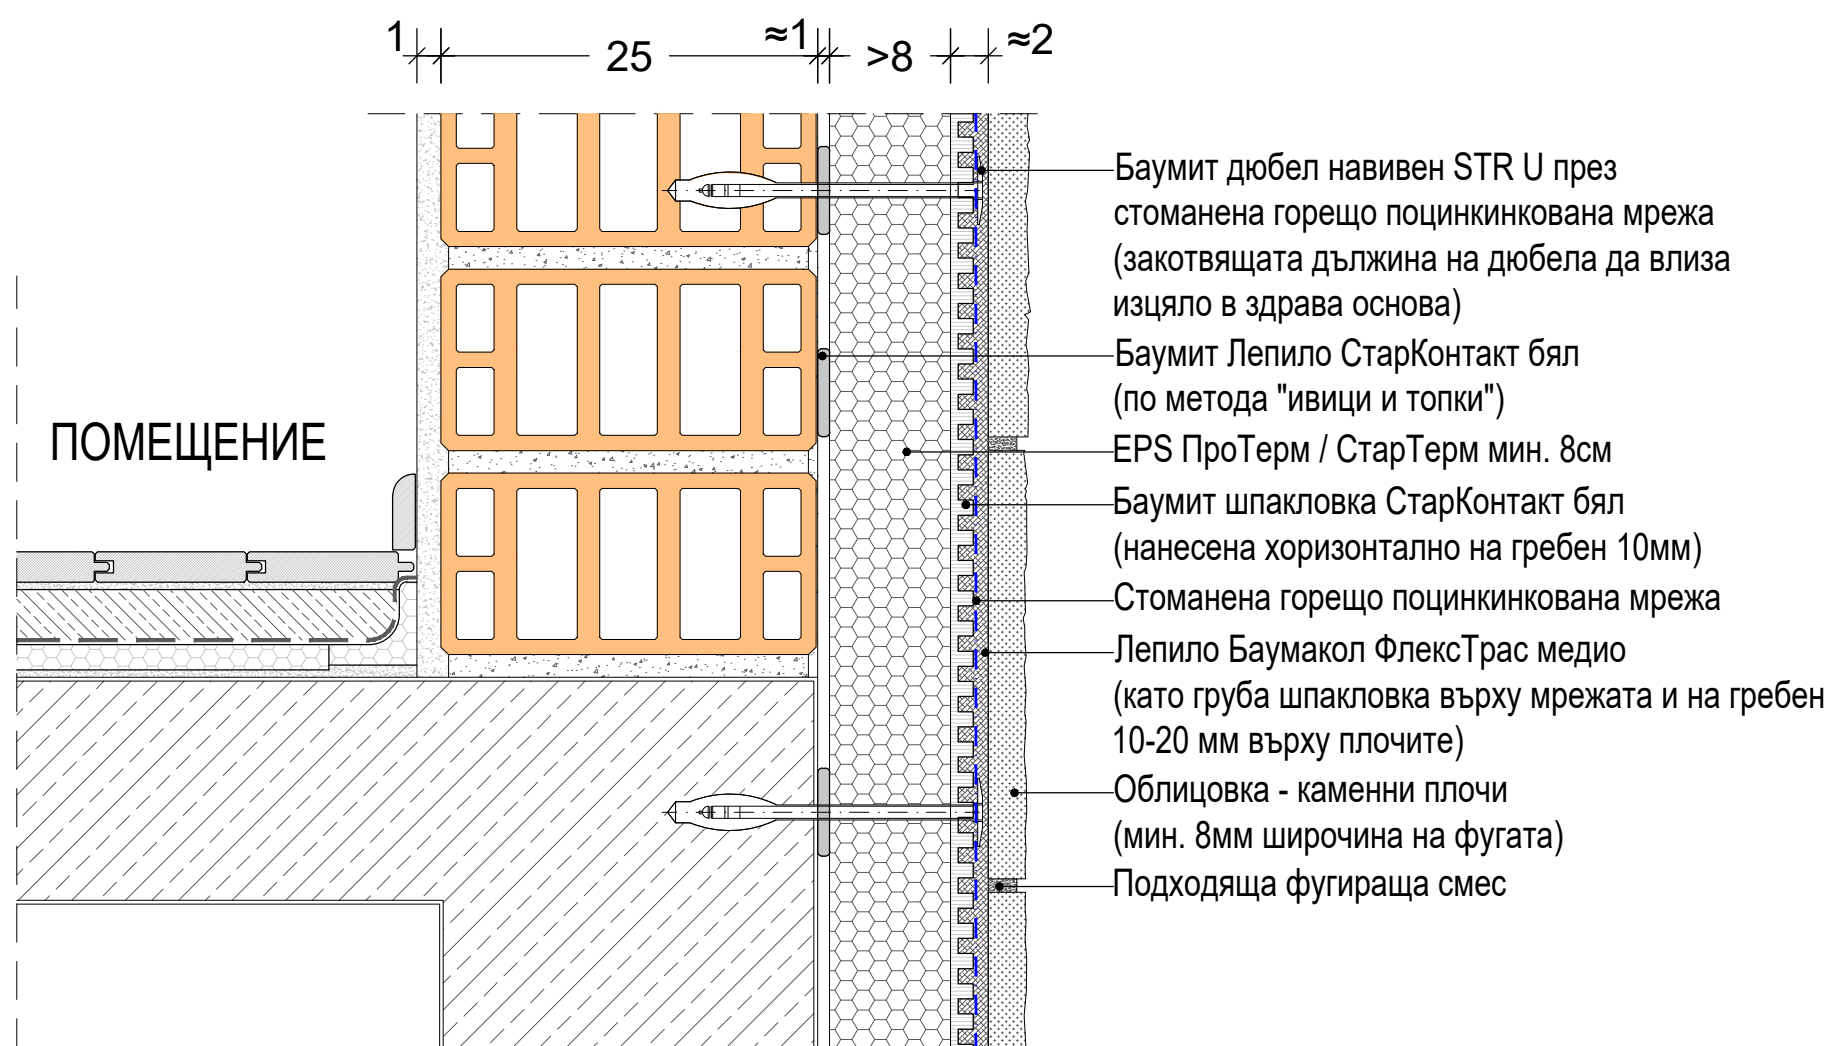 1
25
≈1
>8
≈2
Баумит дюбел навивен STR U през
стоманена горещо поцинкинкована мрежа
(закотвящата дължина на дюбела да влиза
изцяло в здрава основа)
Баумит Лепило СтарКонтакт бял
(по метода "ивици и топки")
ПОМЕЩЕНИЕ
EPS ПроТерм / СтарТерм мин. 8см
Баумит шпакловка СтарКонтакт бял
(нанесена хоризонтално на гребен 10мм)
Стоманена горещо поцинкинкована мрежа
Лепило Баумакол ФлексТрас медио
(като груба шпакловка върху мрежата и на гребен
10-20 мм върху плочите)
Облицовка - каменни плочи
(мин. 8мм широчина на фугата)
Подходяща фугираща смес